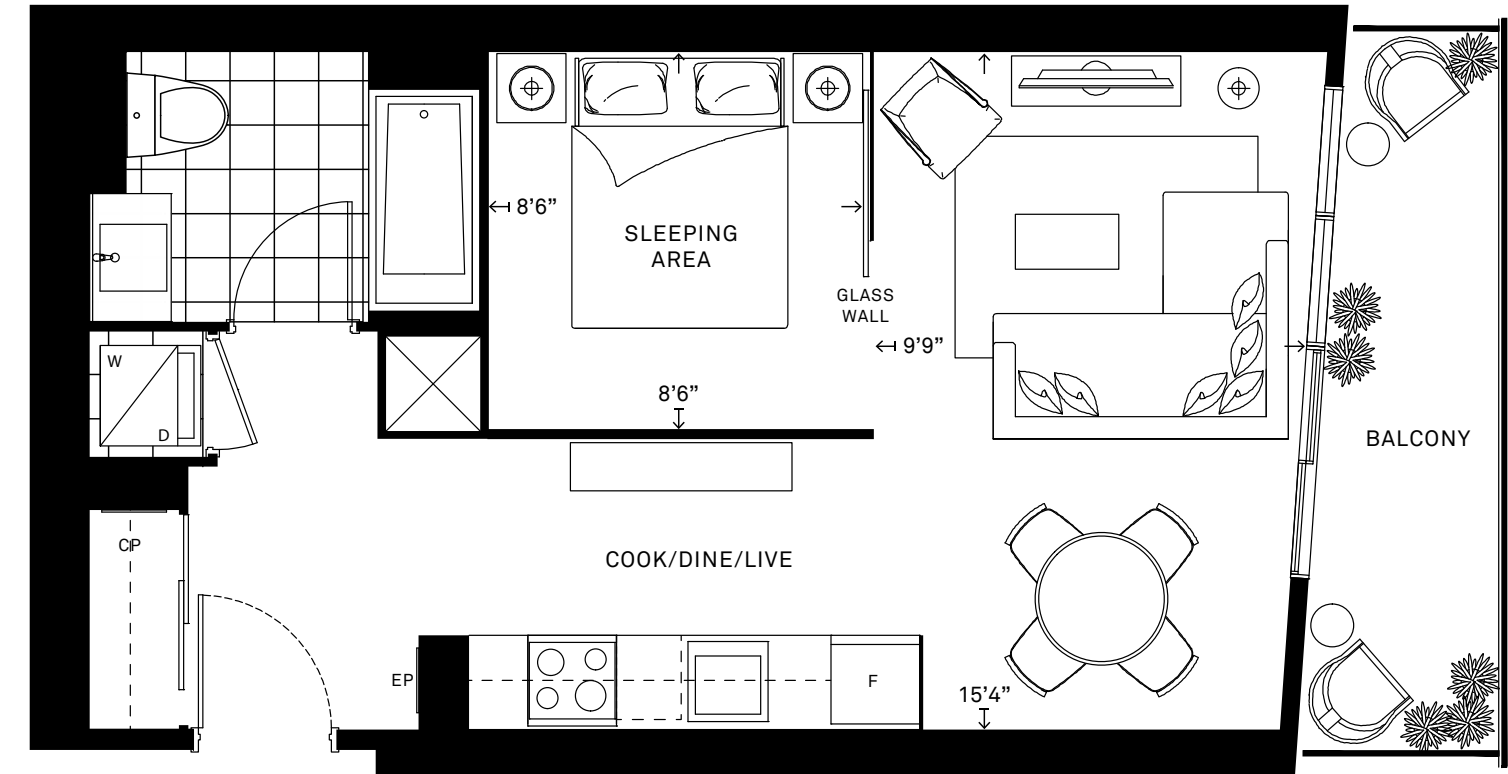 8’6”
SLEEPING
AREA
GLASS
WALL
9’9”
W
D
8’6”
BALCONY
CP
COOK/DINE/LIVE
EP
F
15’4”